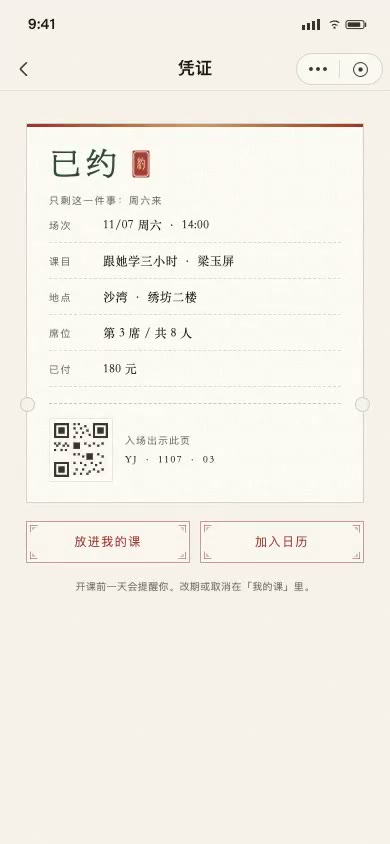 9:41
凭证
已约
只剩这一件事：周六来
场次 11/07 周六 · 14:00
课目 跟她学三小时 · 梁玉屏
地点 沙湾 · 绣坊二楼
席位 第 3 席 / 共 8 人
已付 180 元
入场出示此页
YJ · 1107 · 03
放进我的课 加入日历
开课前一天会提醒你。改期或取消在「我的课」里。